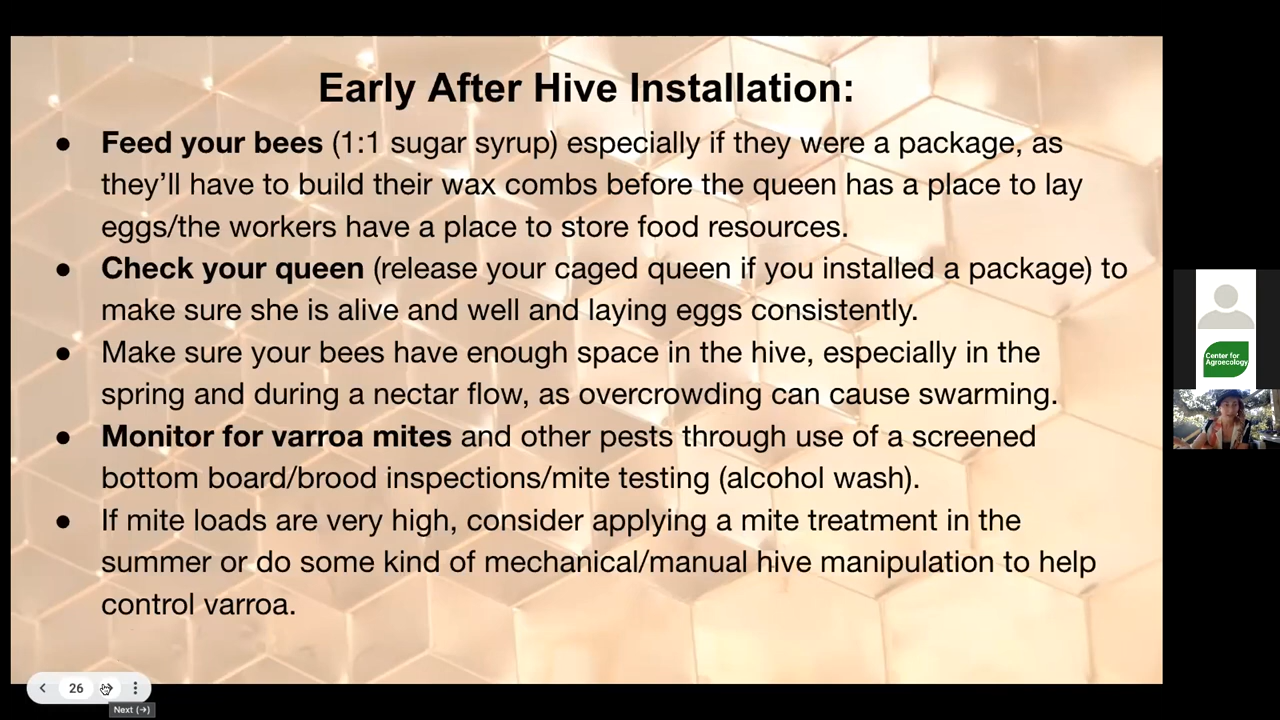 Early After Hive Installation:
● Feed your bees (1:1 sugar syrup) especially if they were a package, as
they’ll have to build their wax combs before the queen has a place to lay
eggs/the workers have a place to store food resources.
● Check your queen (release your caged queen if you installed a package) to
make sure she is alive and well and laying eggs consistently.
● Make sure your bees have enough space in the hive, especially in the
spring and during a nectar flow, as overcrowding can cause swarming.
● Monitor for varroa mites and other pests through use of a screened
bottom board/brood inspections/mite testing (alcohol wash).
● If mite loads are very high, consider applying a mite treatment in the
summer or do some kind of mechanical/manual hive manipulation to help
control varroa.
Center for
Agroecology
26
Next (→)